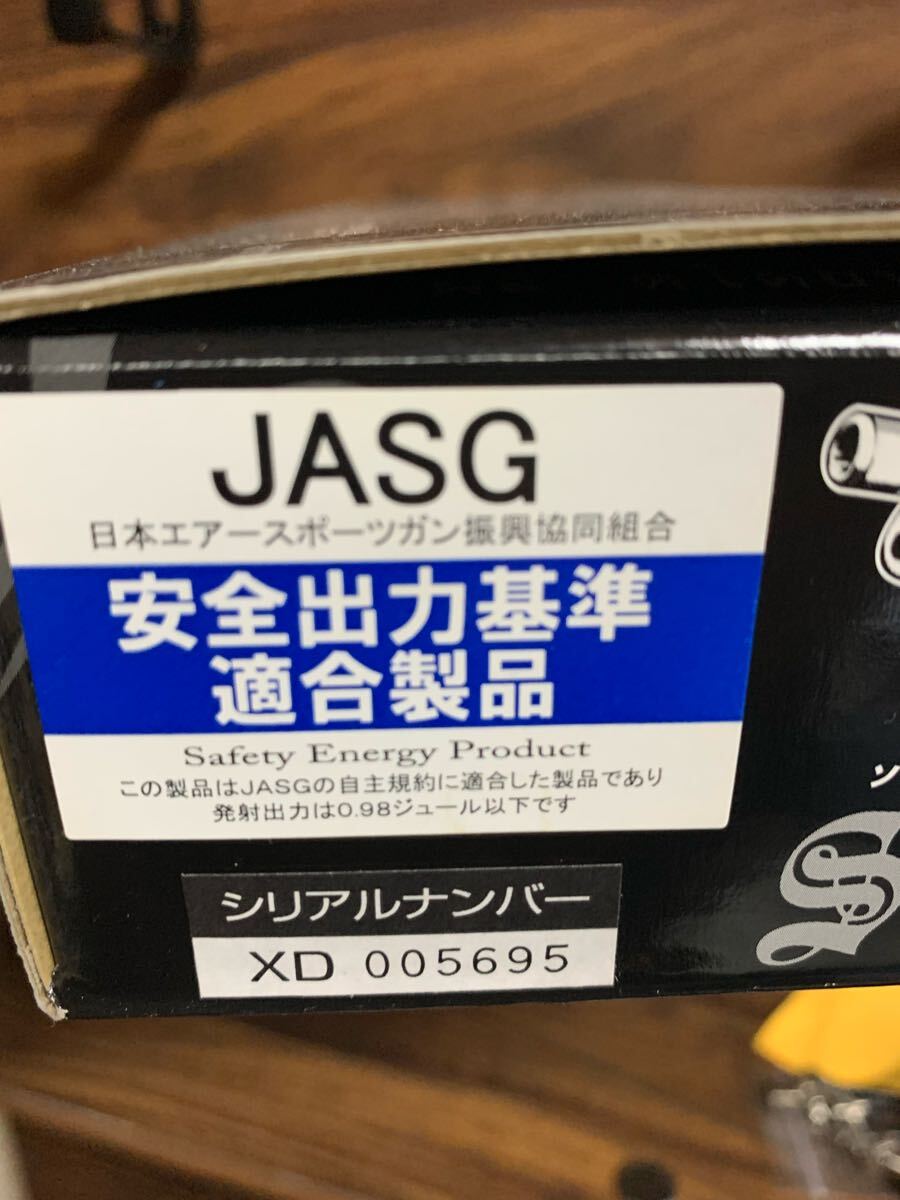 JASG
日本エアースポーツガン振興協同組合
安全出力基準
適合製品
Safety Energy Product
この製品はJASGの自主規約に適合した製品であり
発射出力は0.98ジュール以下です
シリアルナンバー
XD 005695
ソ
S